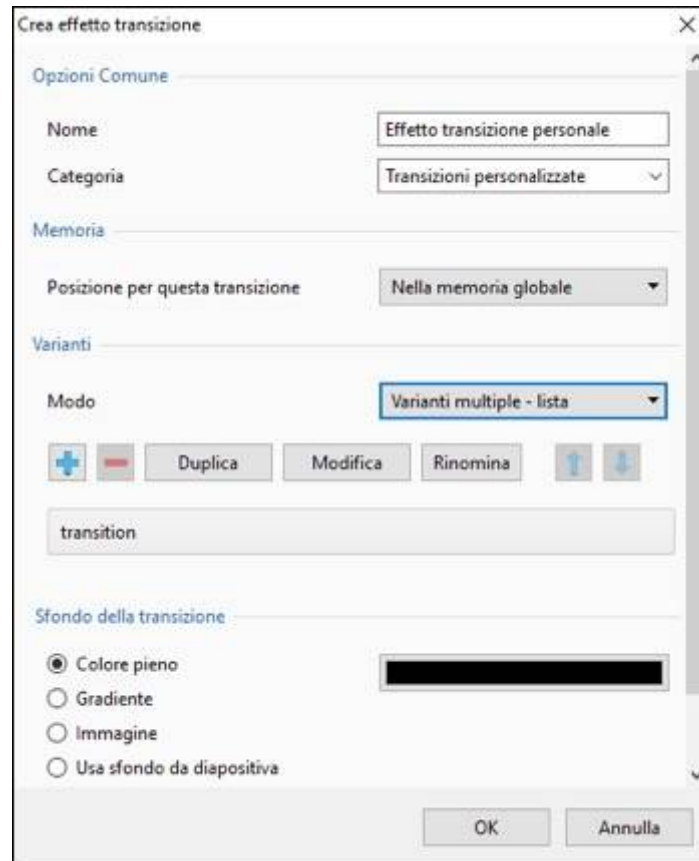 Crea effetto transizione
Opzioni Comune
Nome
Effetto transizione personale
Categoria
Transizioni personalizzate
Memoria
Posizione per questa transizione
Nella memoria globale
Varianti
Modo
Varianti multiple - lista
Duplica
Modifica
Rinomina
transition
Sfondo della transizione
Colore pieno
Gradiente
Immagine
Usa sfondo da diapositiva
OK
Annulla